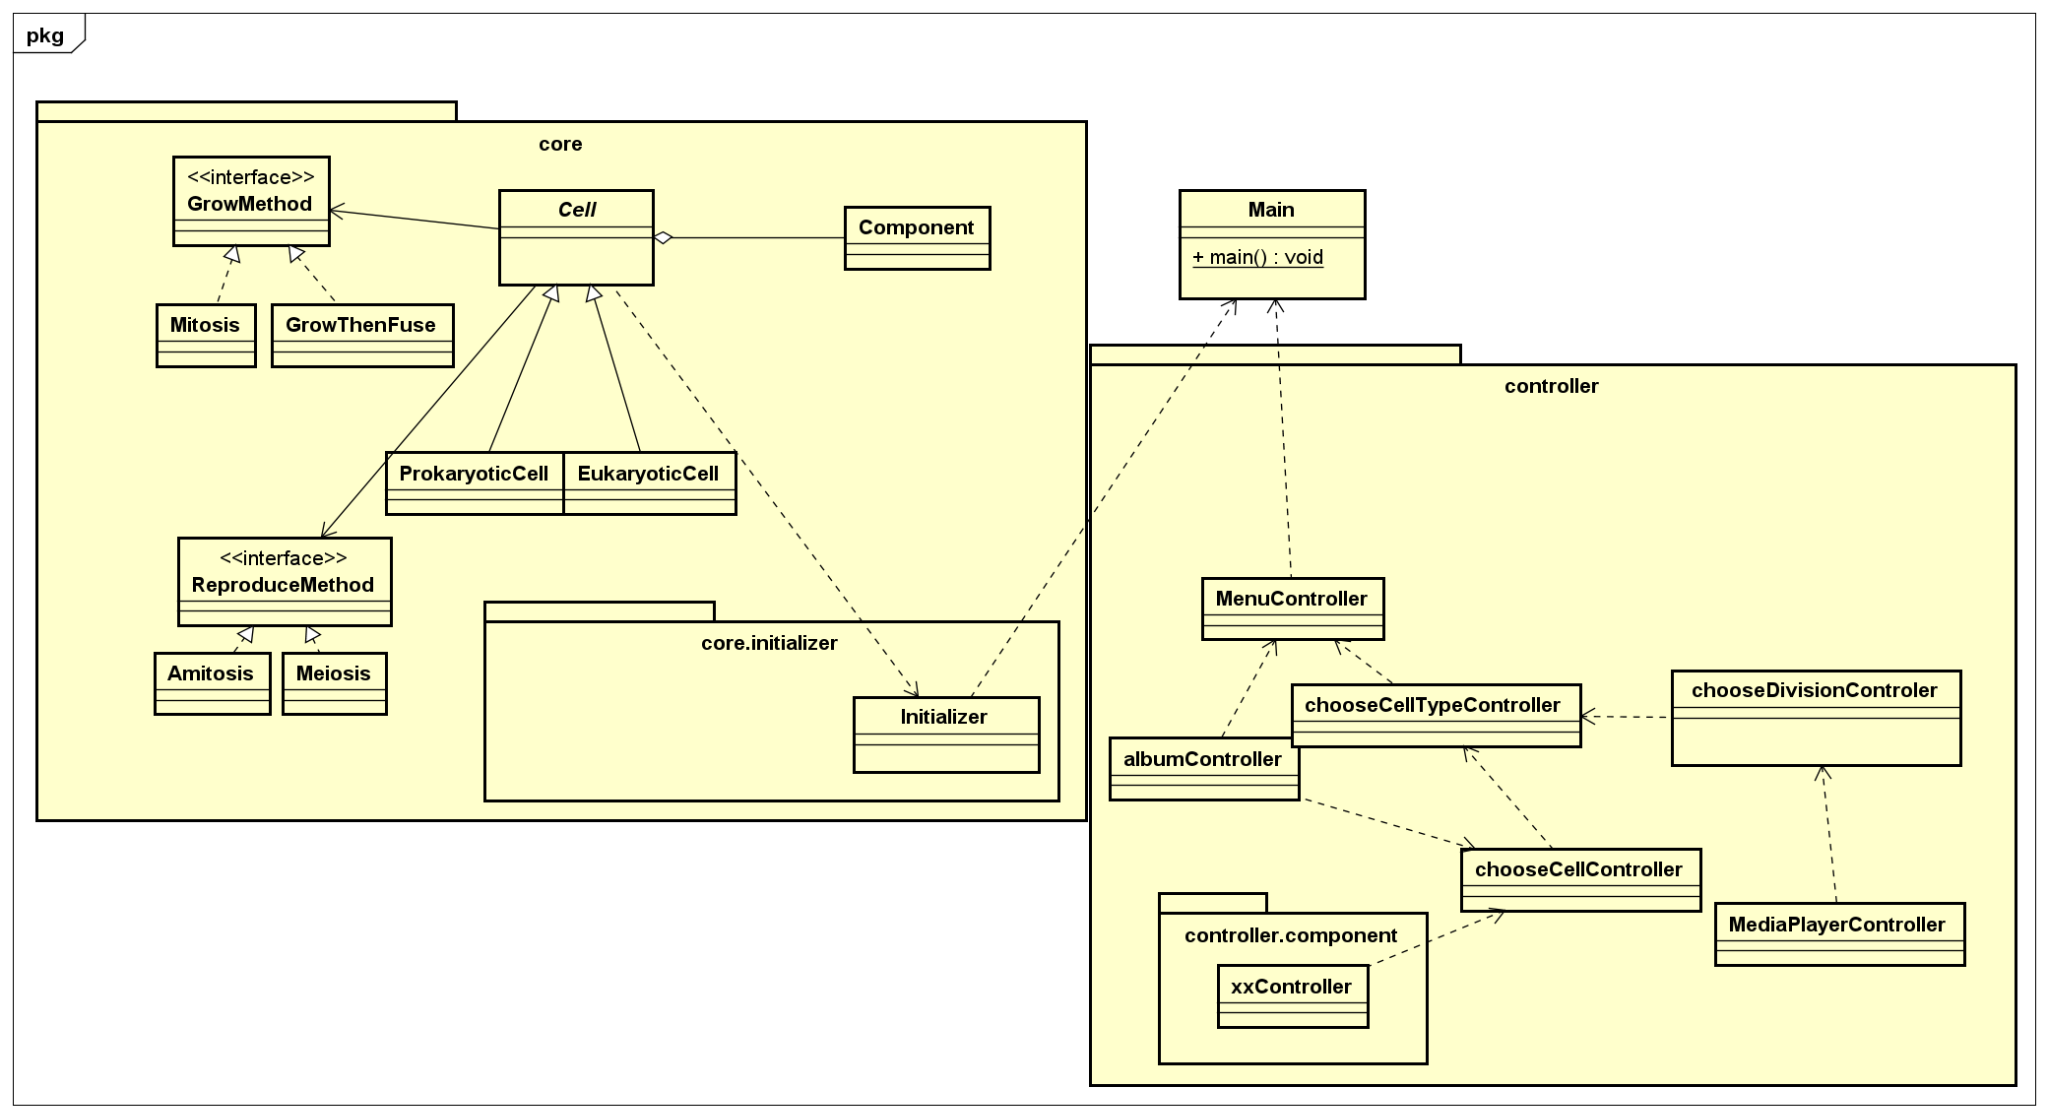 pkg
core
<<interface>>
GrowMethod
Cell
Component
Main
+ main() : void
Mitosis
GrowThenFuse
controller
ProkaryoticCell
EukaryoticCell
<<interface>>
ReproduceMethod
MenuController
core.initializer
Amitosis
Meiosis
Initializer
chooseCellTypeController
chooseDivisionControler
albumController
chooseCellController
MediaPlayerController
controller.component
xxController